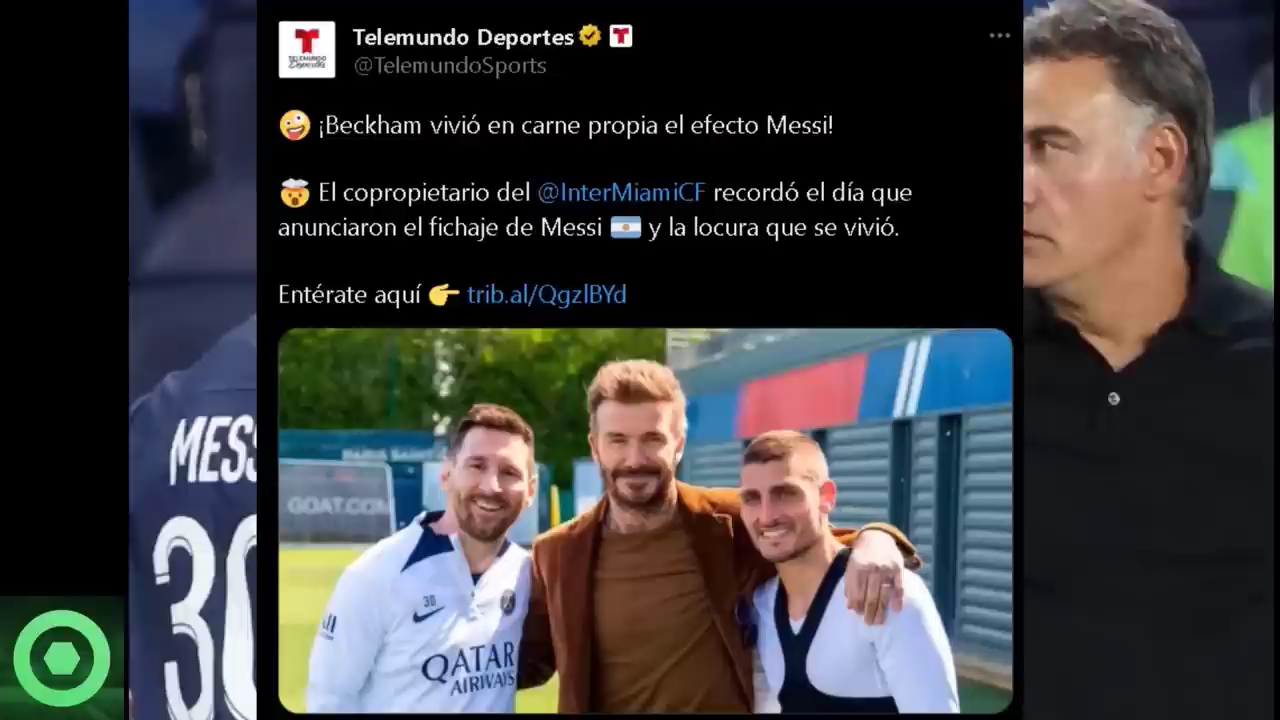 Telemundo Deportes
@TelemundoSports
¡Beckham vivió en carne propia el efecto Messi!
El copropietario del @InterMiamiCF recordó el día que
anunciaron el fichaje de Messi y la locura que se vivió.
Entérate aquí trib.al/QgzlBYd
MESS
30
GOAT.COM
30
QATAR
AIRWAYS